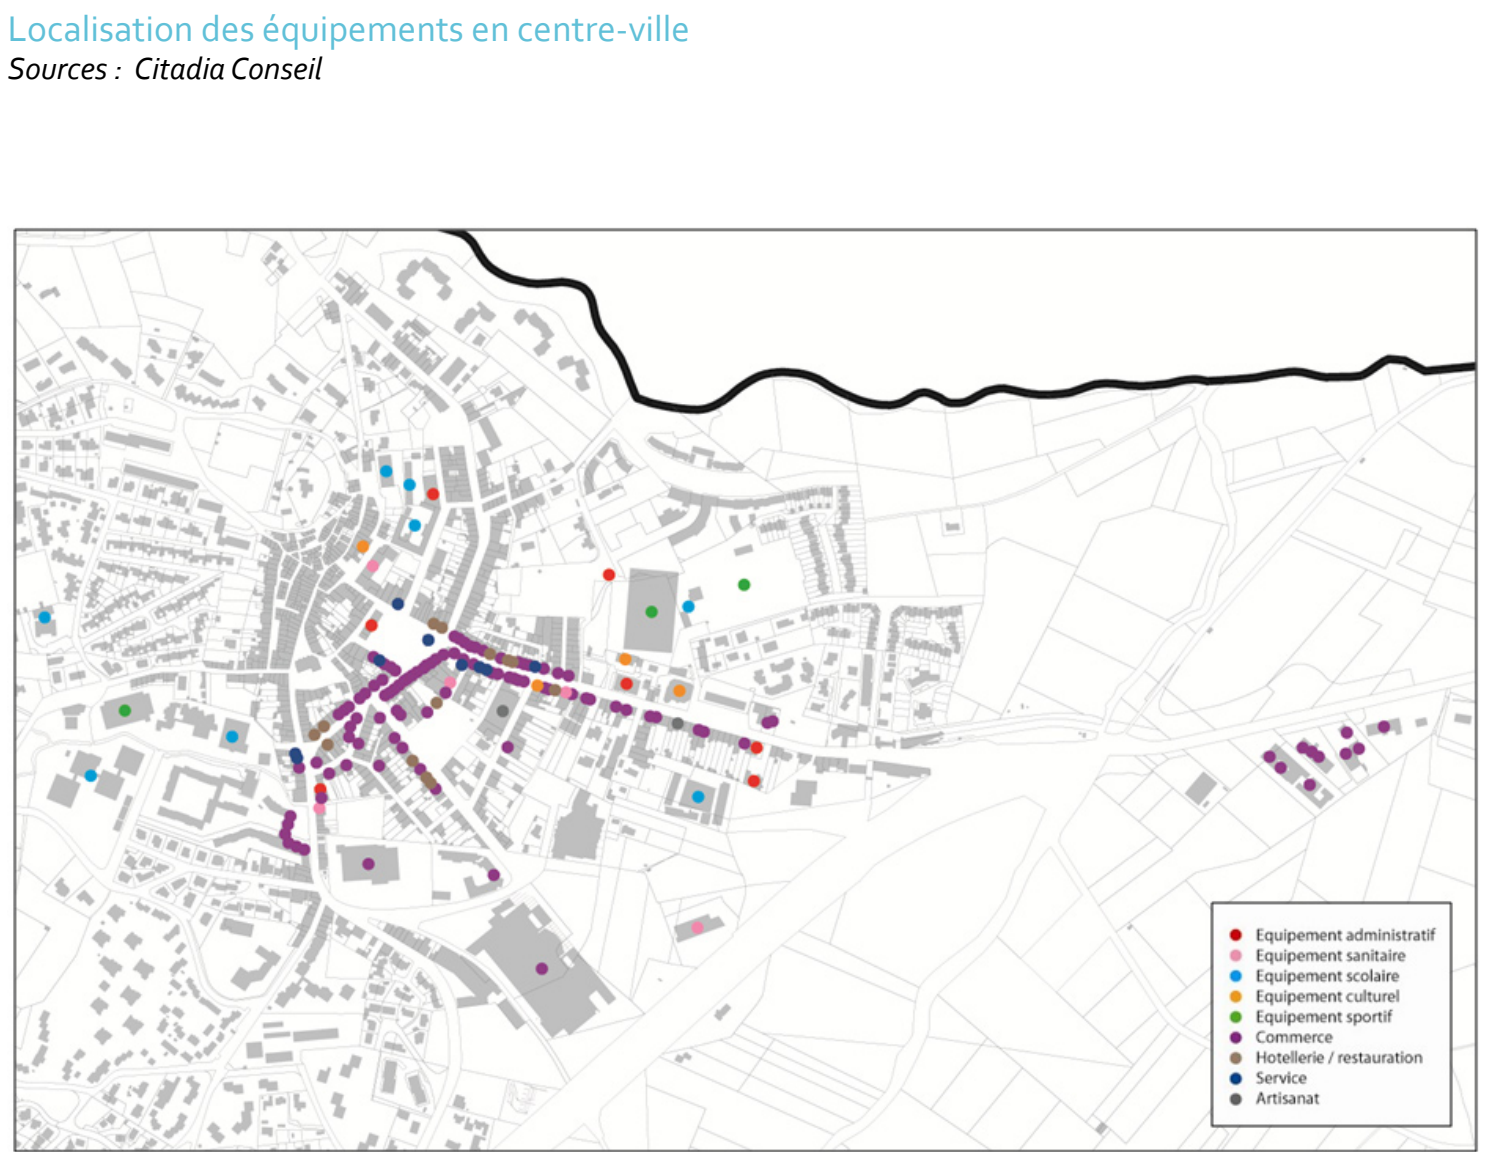 Localisation des équipements en centre-ville
Sources : Citadia Conseil
Equipement administratif
Equipement sanitaire
Equipement scolaire
Equipement culturel
Equipement sportif
Commerce
Hotellerie / restauration
Service
Artisanat